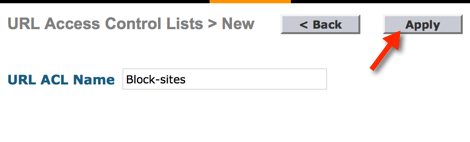 URL Access Control Lists > New < Back Apply
URL ACL Name Block-sites